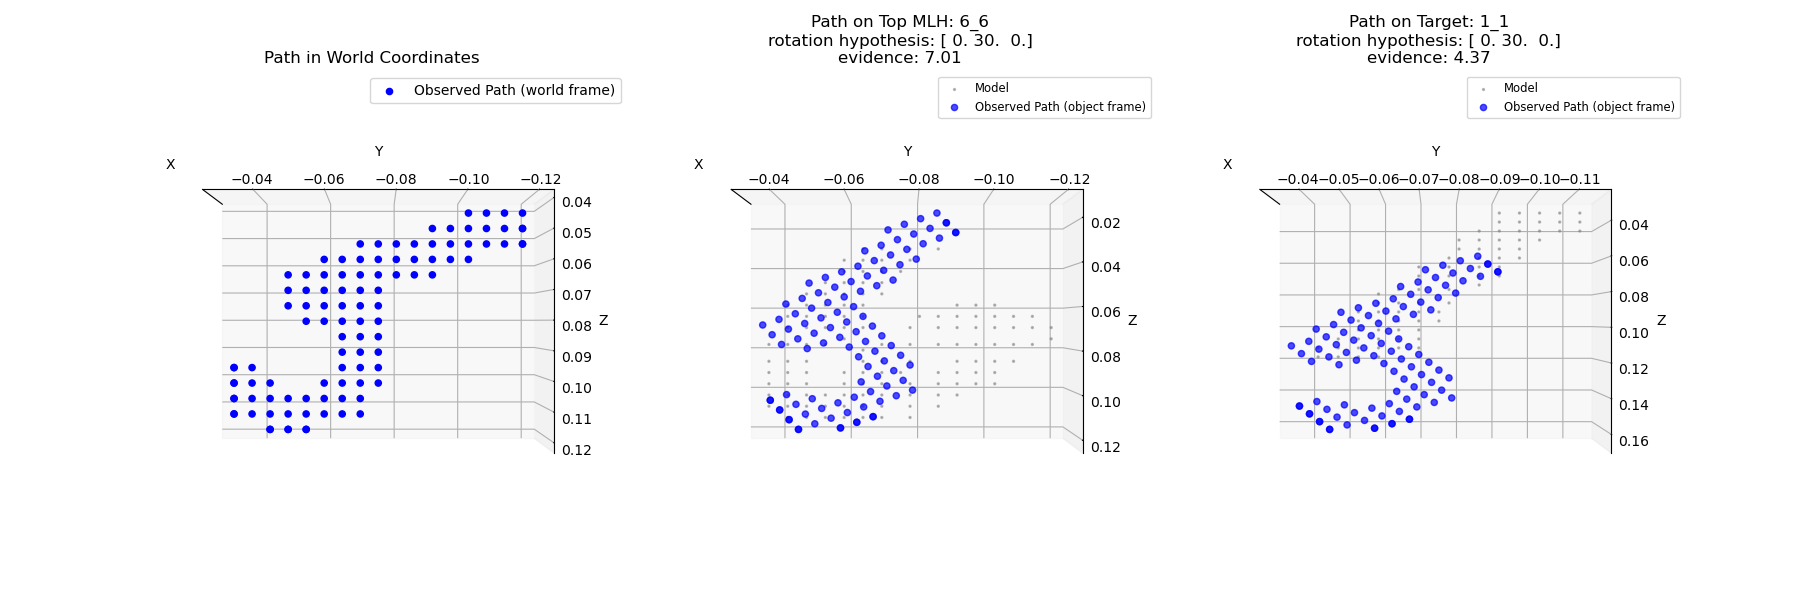 Path in World Coordinates
Observed Path (world frame)
X
Y
−0.04 −0.06 −0.08 −0.10 −0.12
0.04
0.05
0.06
0.07
0.08
Z
0.09
0.10
0.11
0.12
Path on Top MLH: 6_6
rotation hypothesis: [ 0. 30.  0.]
evidence: 7.01
Model
Observed Path (object frame)
X
Y
−0.04 −0.06 −0.08 −0.10 −0.12
0.02
0.04
0.06
Z
0.08
0.10
0.12
Path on Target: 1_1
rotation hypothesis: [ 0. 30.  0.]
evidence: 4.37
Model
Observed Path (object frame)
X
Y
−0.04−0.05−0.06−0.07−0.08−0.09−0.10−0.11
0.04
0.06
0.08
Z
0.10
0.12
0.14
0.16